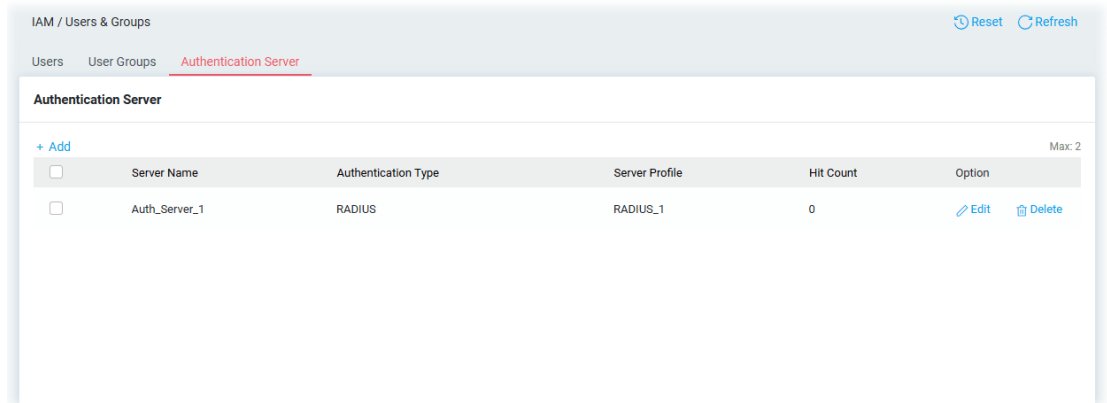 IAM / Users & Groups Reset Refresh
Users User Groups Authentication Server
Authentication Server
+ Add Max: 2
Server Name Authentication Type Server Profile Hit Count Option
Auth_Server_1 RADIUS RADIUS_1 0 Edit Delete